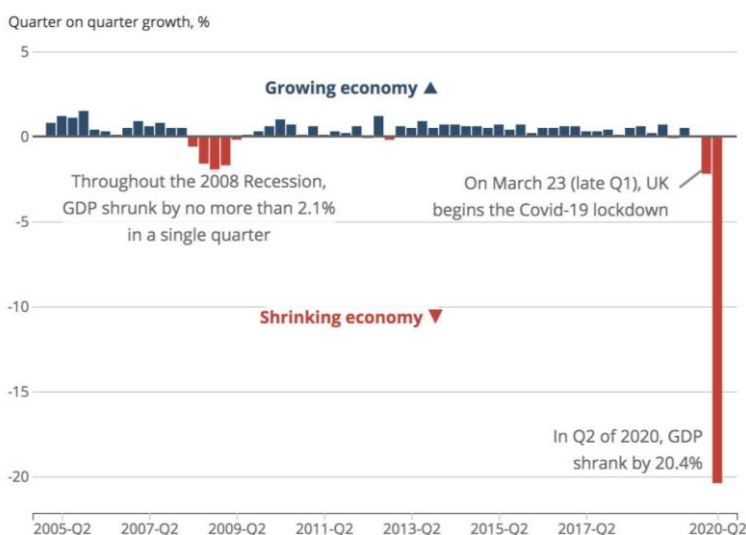 Quarter on quarter growth, %
5
Growing economy ▲
0
Throughout the 2008 Recession,
GDP shrunk by no more than 2.1%
in a single quarter
On March 23 (late Q1), UK
begins the Covid-19 lockdown
-5
-10
Shrinking economy ▼
-15
In Q2 of 2020, GDP
shrank by 20.4%
-20
2005-Q2 2007-Q2 2009-Q2 2011-Q2 2013-Q2 2015-Q2 2017-Q2 2020-Q2